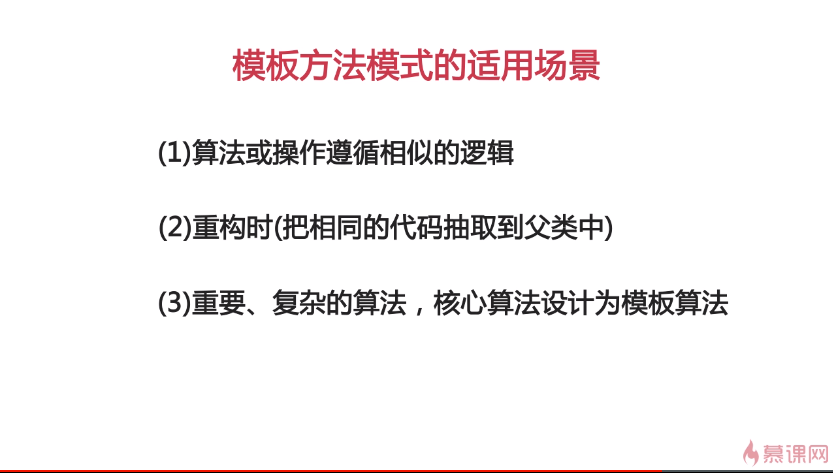 模板方法模式的适用场景
(1)算法或操作遵循相似的逻辑
(2)重构时(把相同的代码抽取到父类中)
(3)重要、复杂的算法，核心算法设计为模板算法
慕课网